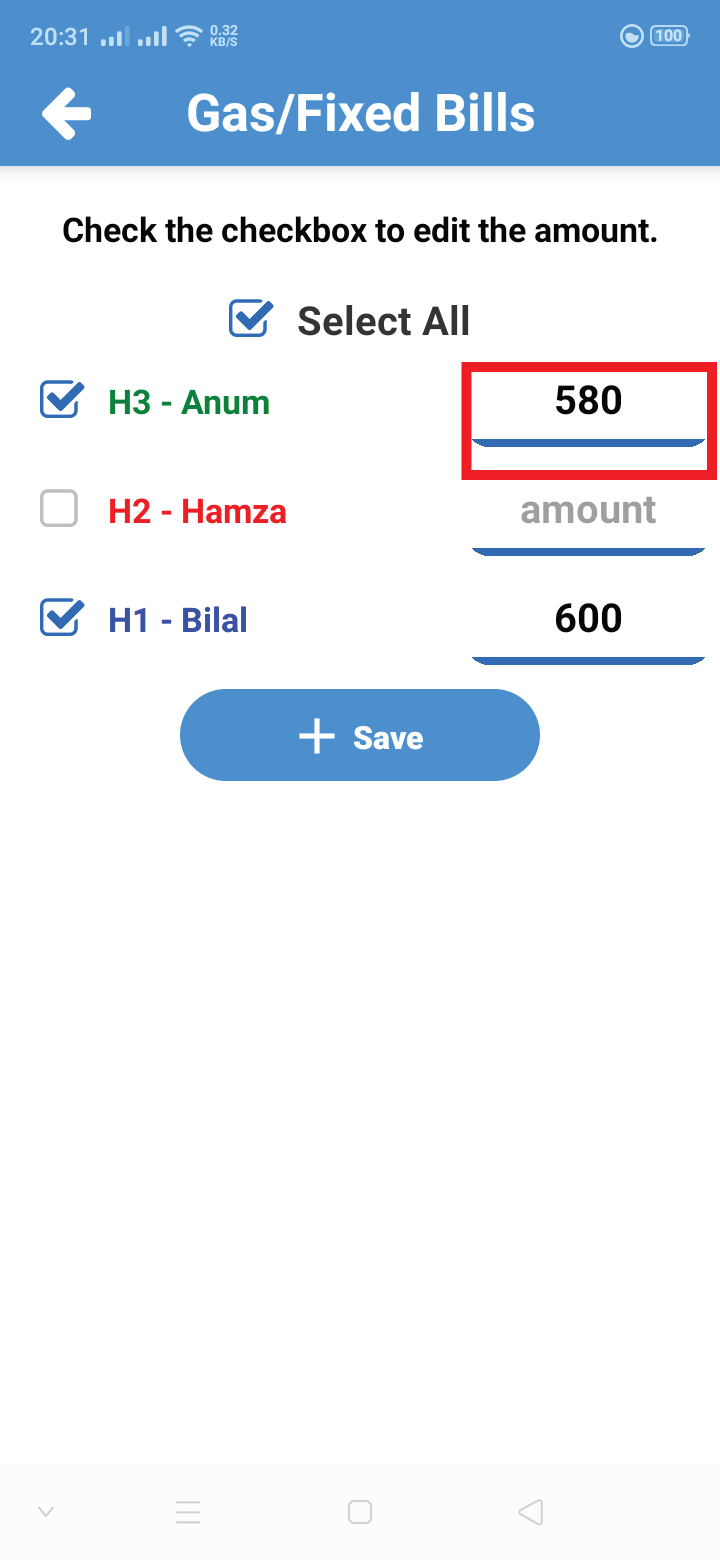 20:31 0.32 KB/S 100
Gas/Fixed Bills
Check the checkbox to edit the amount.
Select All
H3 - Anum 580
H2 - Hamza amount
H1 - Bilal 600
+ Save